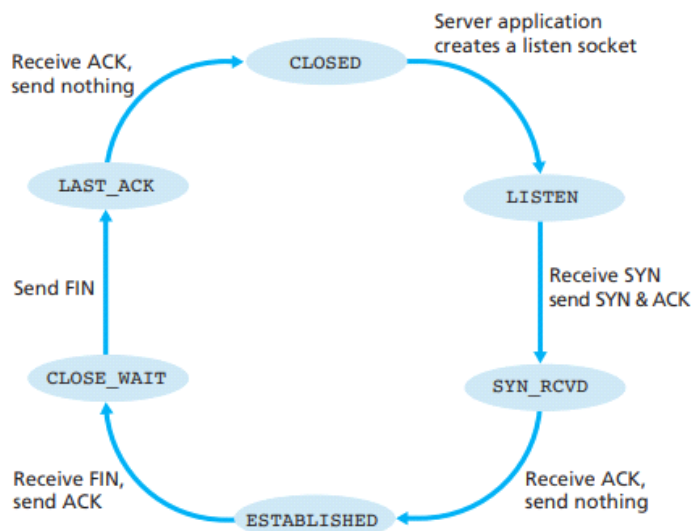 Server application
creates a listen socket
Receive ACK,
send nothing
CLOSED
LAST_ACK
LISTEN
Send FIN
Receive SYN
send SYN & ACK
CLOSE_WAIT
SYN_RCVD
Receive FIN,
send ACK
Receive ACK,
send nothing
ESTABLISHED